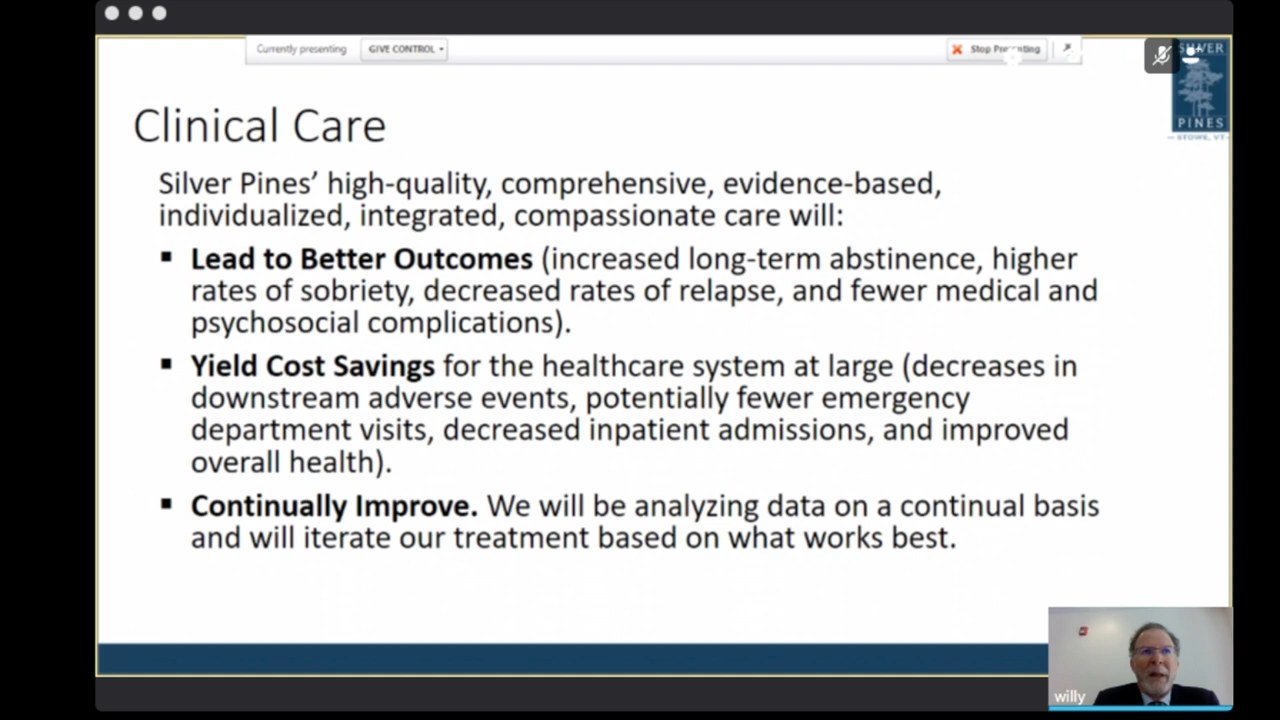 Currently presenting
GIVE CONTROL
Stop Presenting
SILVER
PINES
STOWE, VT
Clinical Care
Silver Pines’ high-quality, comprehensive, evidence-based,
individualized, integrated, compassionate care will:
▪ Lead to Better Outcomes (increased long-term abstinence, higher
rates of sobriety, decreased rates of relapse, and fewer medical and
psychosocial complications).
▪ Yield Cost Savings for the healthcare system at large (decreases in
downstream adverse events, potentially fewer emergency
department visits, decreased inpatient admissions, and improved
overall health).
▪ Continually Improve. We will be analyzing data on a continual basis
and will iterate our treatment based on what works best.
willy